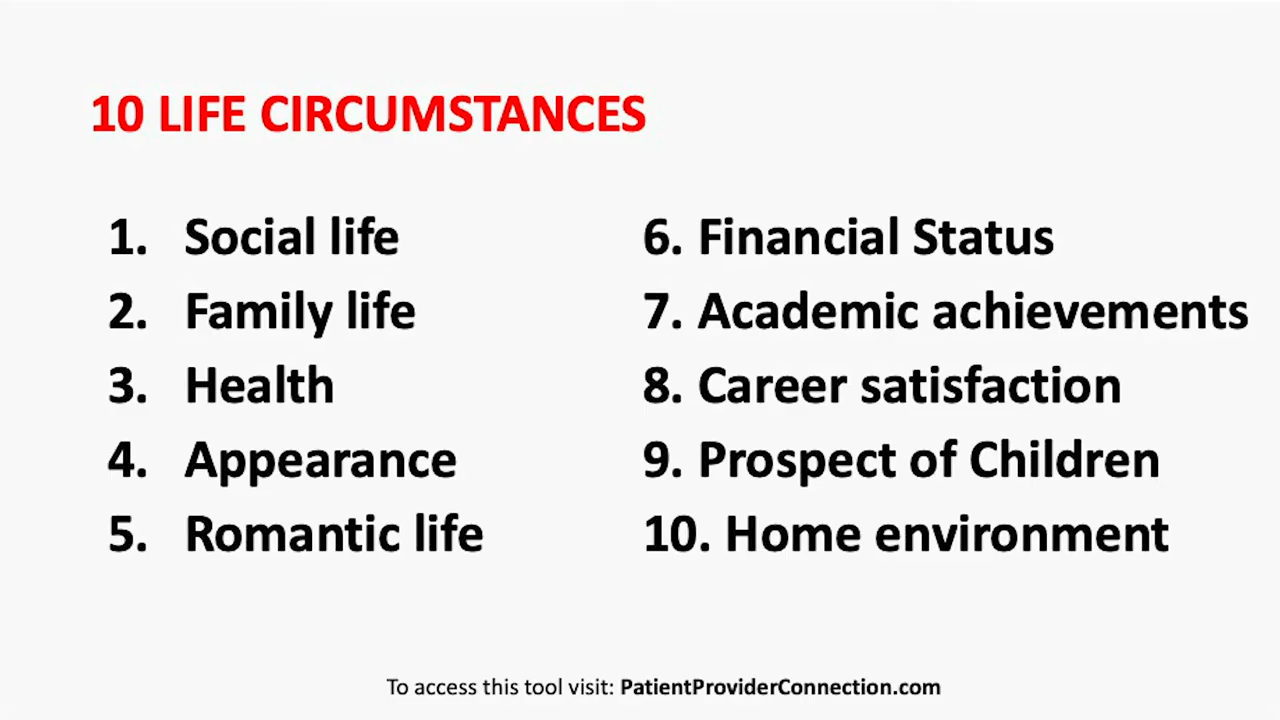 10 LIFE CIRCUMSTANCES
1. Social life
2. Family life
3. Health
4. Appearance
5. Romantic life
6. Financial Status
7. Academic achievements
8. Career satisfaction
9. Prospect of Children
10. Home environment
To access this tool visit: PatientProviderConnection.com